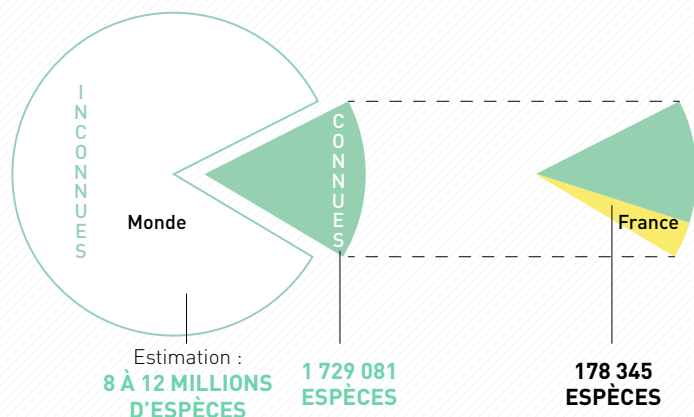 INCONNUES
CONNUES
Monde
France
Estimation :
8 À 12 MILLIONS
D'ESPÈCES
1 729 081
ESPÈCES
178 345
ESPÈCES